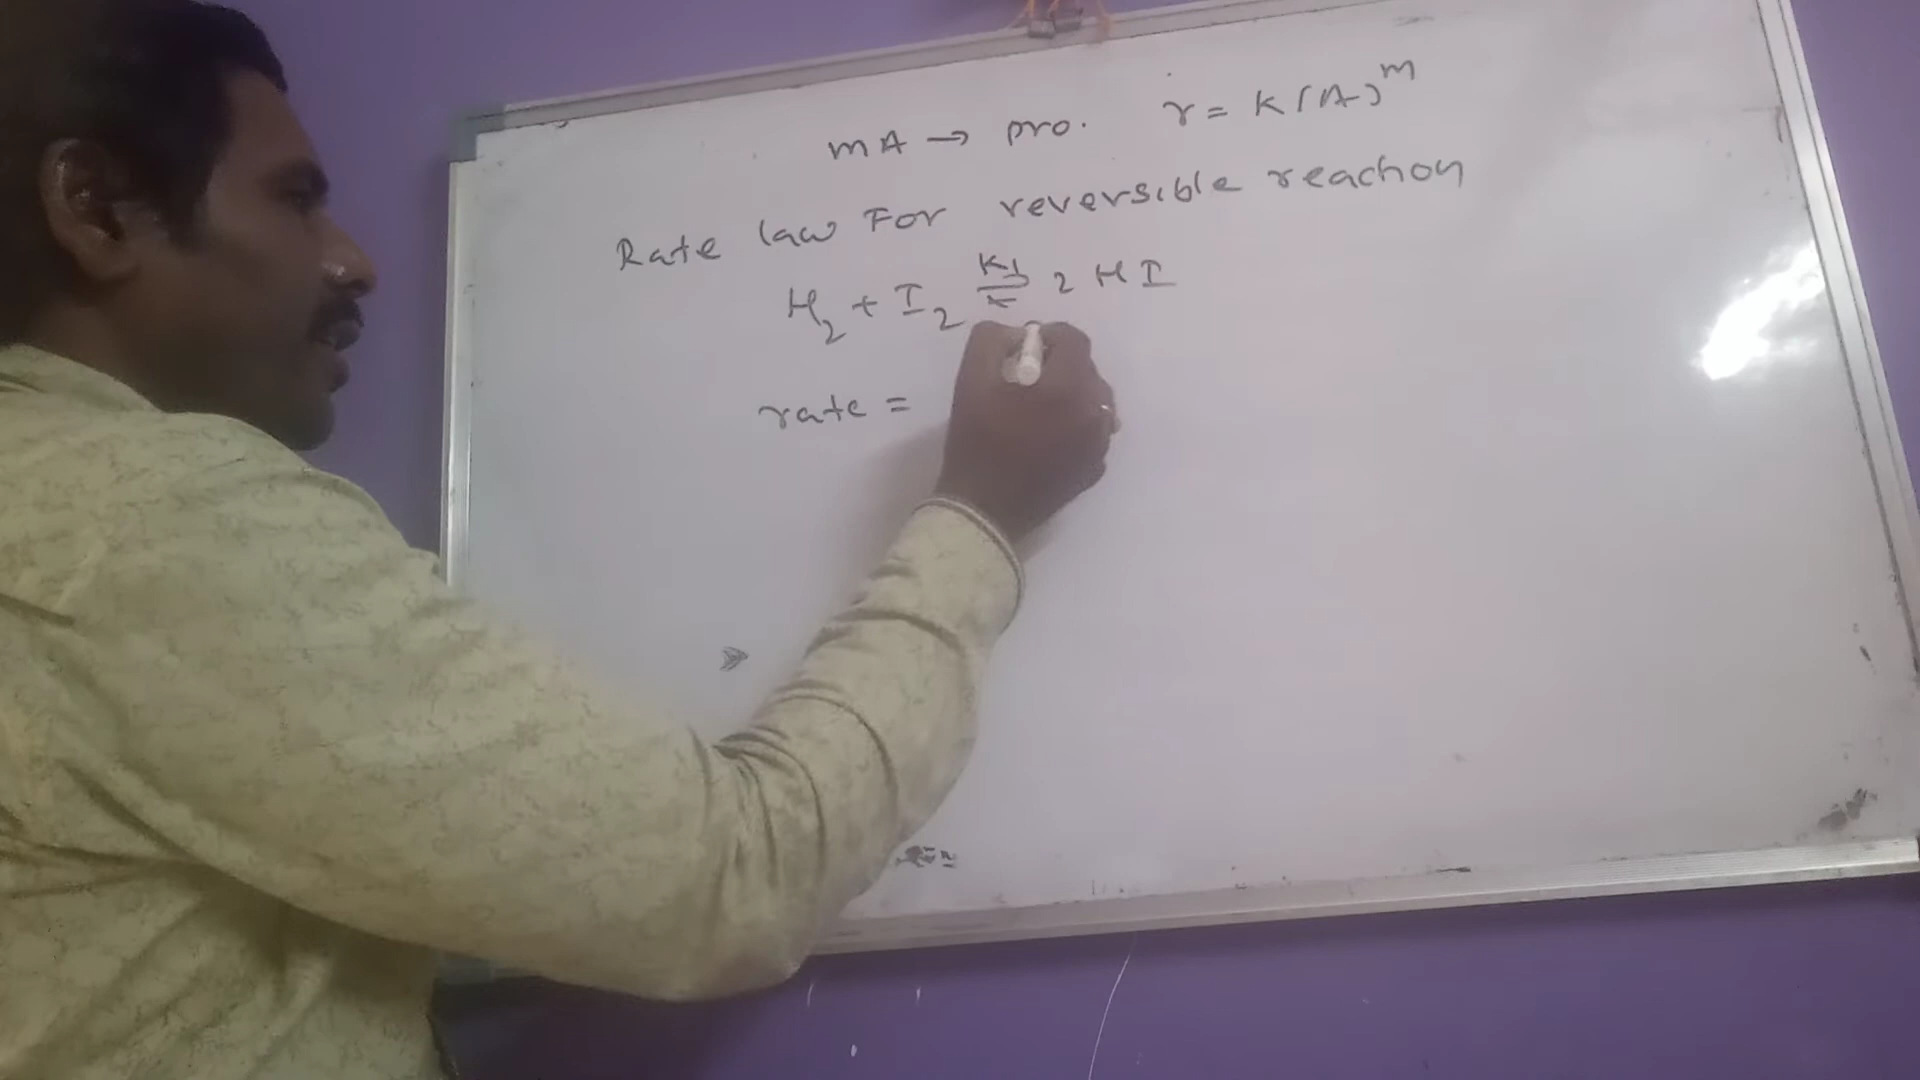 mA → pro. r = K(A)^m
Rate law For reversible reaction
H₂ + I₂ ⇌ 2HI
rate =